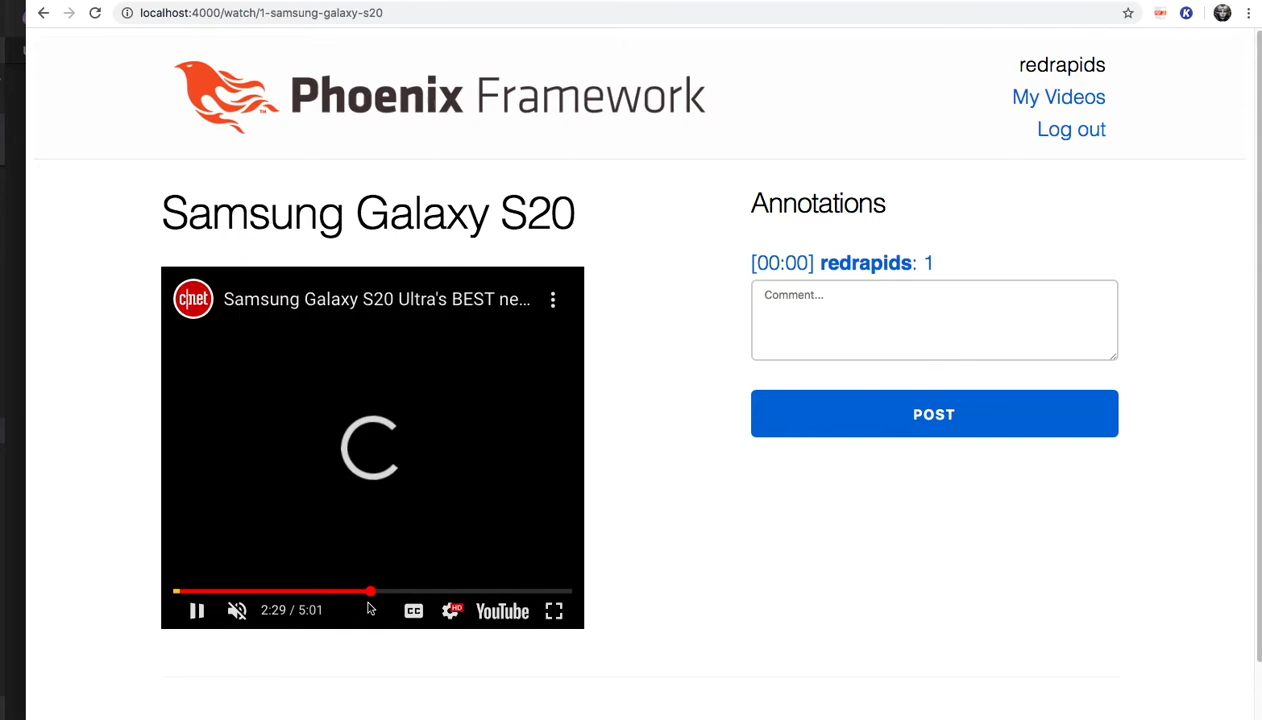 localhost:4000/watch/1-samsung-galaxy-s20
Phoenix Framework
redrapids
My Videos
Log out
Samsung Galaxy S20
Annotations
[00:00] redrapids: 1
Comment...
POST
c|net
Samsung Galaxy S20 Ultra's BEST ne...
2:29 / 5:01
CC
HD
YouTube